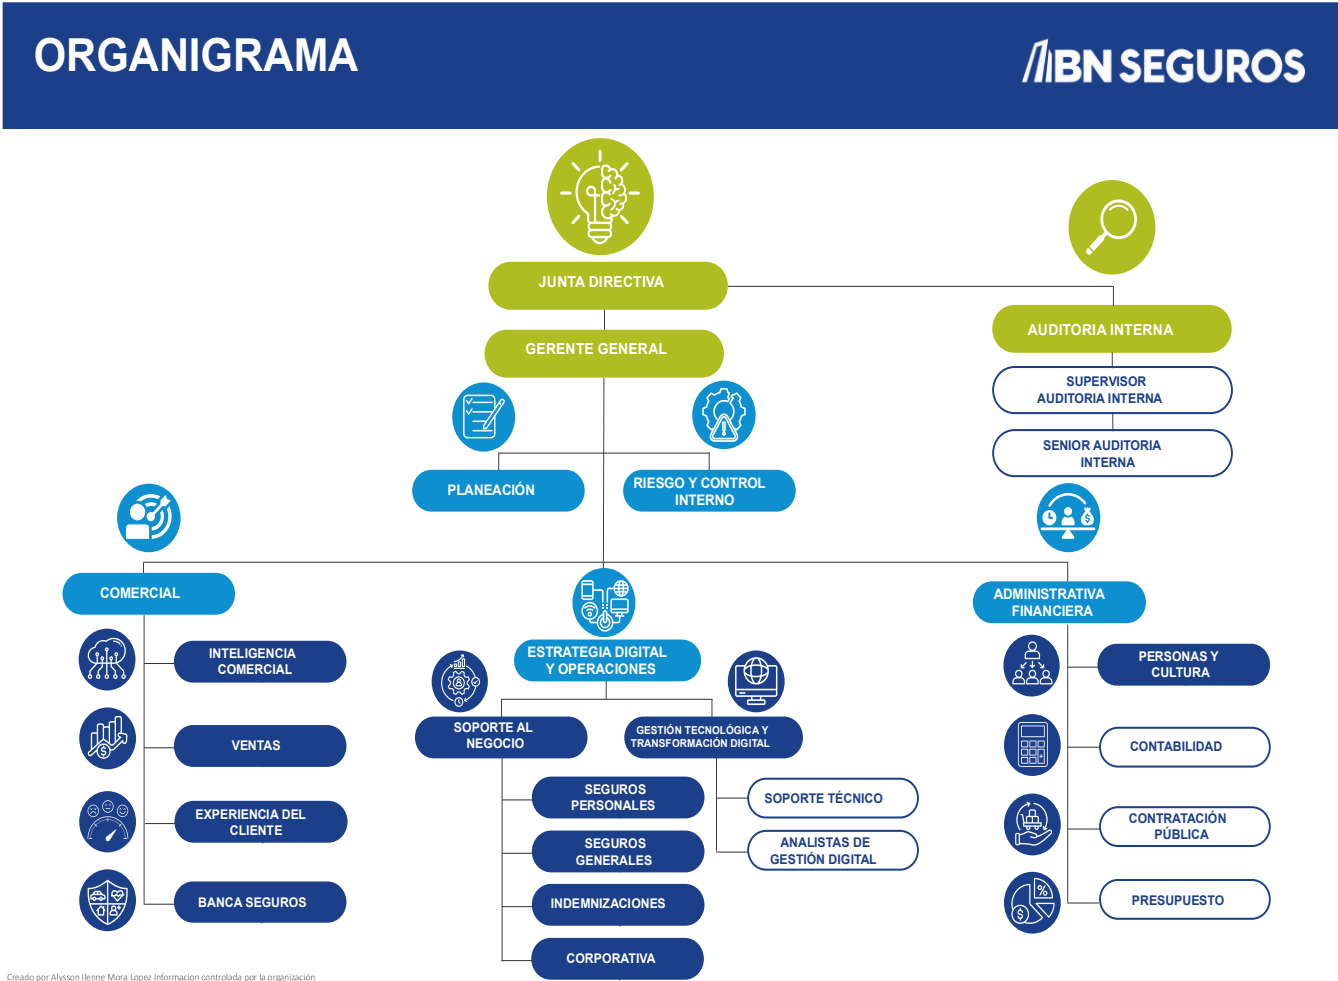 ORGANIGRAMA
BN SEGUROS
JUNTA DIRECTIVA
GERENTE GENERAL
AUDITORIA INTERNA
SUPERVISOR
AUDITORIA INTERNA
SENIOR AUDITORIA
INTERNA
PLANEACIÓN
RIESGO Y CONTROL
INTERNO
COMERCIAL
INTELIGENCIA
COMERCIAL
VENTAS
EXPERIENCIA DEL
CLIENTE
BANCA SEGUROS
ESTRATEGIA DIGITAL
Y OPERACIONES
SOPORTE AL
NEGOCIO
SEGUROS
PERSONALES
SEGUROS
GENERALES
INDEMNIZACIONES
CORPORATIVA
GESTIÓN TECNOLÓGICA Y
TRANSFORMACIÓN DIGITAL
SOPORTE TÉCNICO
ANALISTAS DE
GESTIÓN DIGITAL
ADMINISTRATIVA
FINANCIERA
PERSONAS Y
CULTURA
CONTABILIDAD
CONTRATACIÓN
PÚBLICA
PRESUPUESTO
Creado por Alysson Ilenne Mora Lopez Informacion controlada por la organización